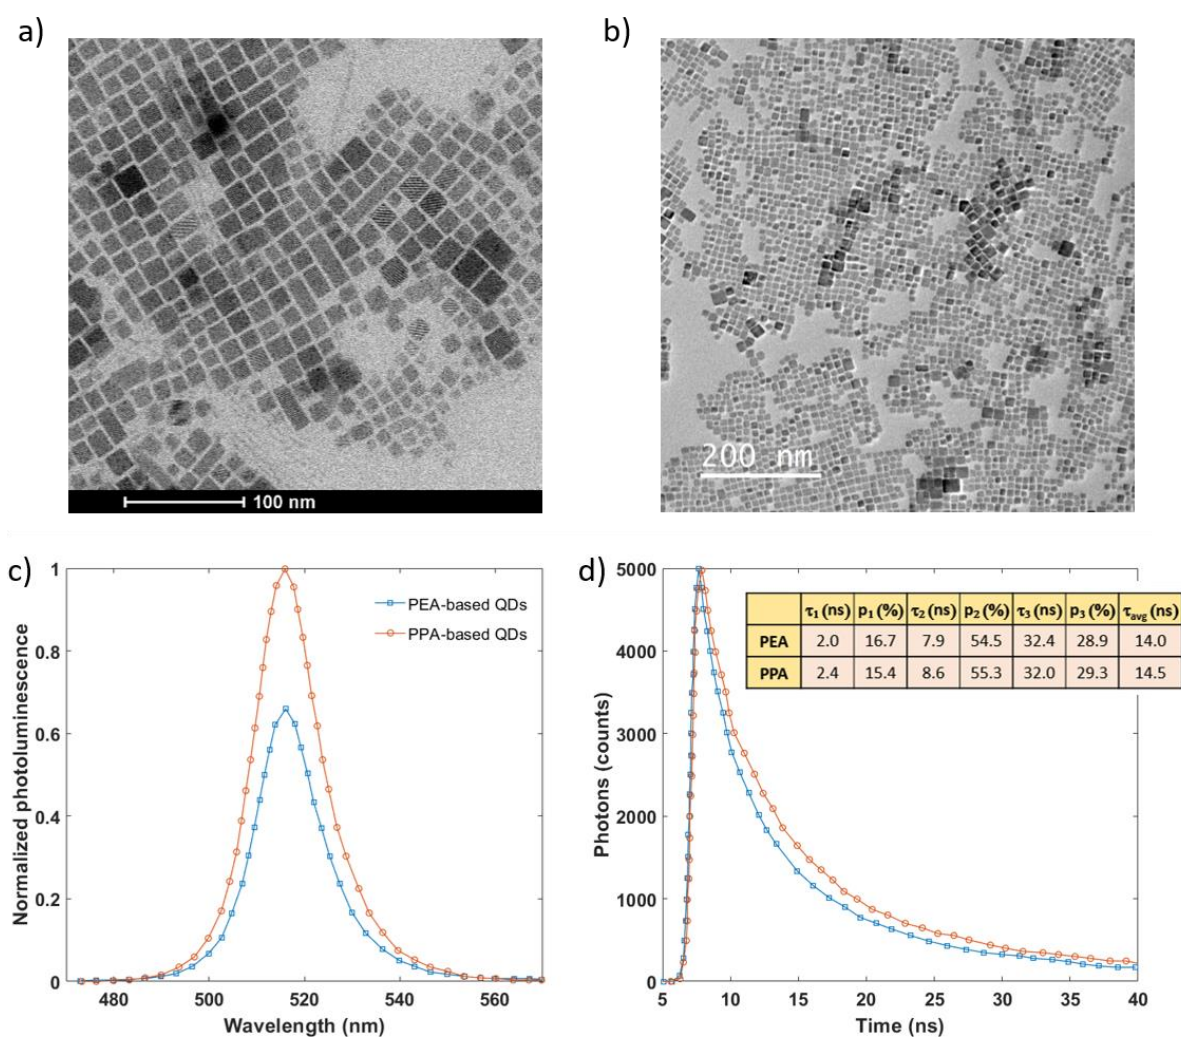 a)
b)
100 nm
200 nm
c)
1
0.8
0.6
0.4
0.2
0
480
500
520
540
560
Normalized photoluminescence
Wavelength (nm)
PEA-based QDs
PPA-based QDs
d)
5000
4000
3000
2000
1000
0
5
10
15
20
25
30
35
40
Photons (counts)
Time (ns)
τ₁ (ns) p₁ (%) τ₂ (ns) p₂ (%) τ₃ (ns) p₃ (%) τavg (ns)
PEA 2.0 16.7 7.9 54.5 32.4 28.9 14.0
PPA 2.4 15.4 8.6 55.3 32.0 29.3 14.5